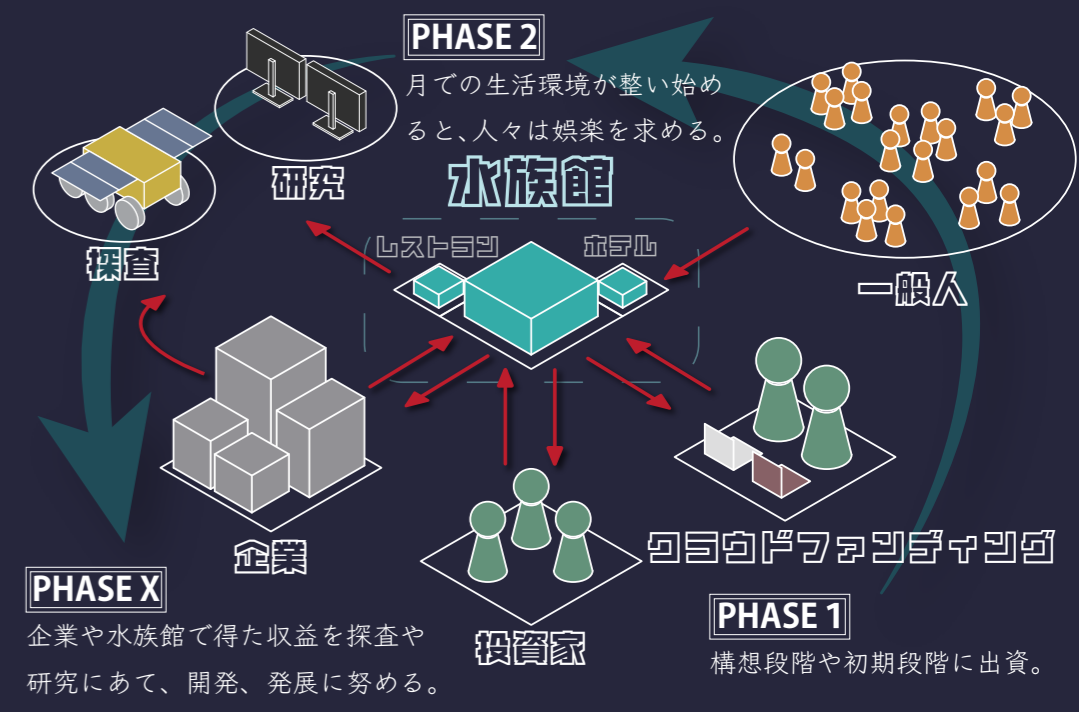 PHASE 2
月での生活環境が整い始め
ると、人々は娯楽を求める。
水族館
レストラン
ホテル
研究
探査
一般人
企業
投資家
クラウドファンディング
PHASE X
企業や水族館で得た収益を探査や
研究にあて、開発、発展に努める。
PHASE 1
構想段階や初期段階に出資。